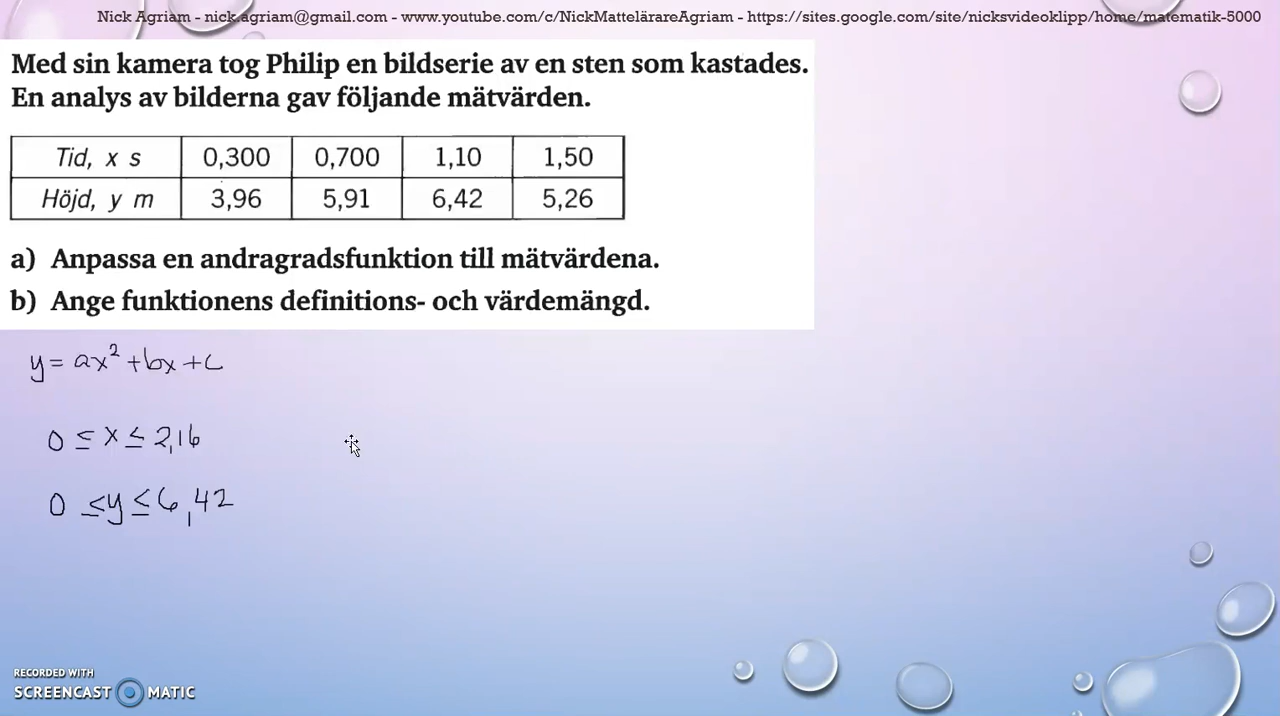 Nick Agriam - nick.agriam@gmail.com - www.youtube.com/c/NickMattelärareAgriam - https://sites.google.com/site/nicksvideoklipp/home/matematik-5000
Med sin kamera tog Philip en bildserie av en sten som kastades.
En analys av bilderna gav följande mätvärden.
Tid, x s 0,300 0,700 1,10 1,50
Höjd, y m 3,96 5,91 6,42 5,26
a) Anpassa en andragradsfunktion till mätvärdena.
b) Ange funktionens definitions- och värdemängd.
y = ax² + bx + c
0 ≤ x ≤ 2,16
0 ≤ y ≤ 6,42
RECORDED WITH
SCREENCAST MATIC